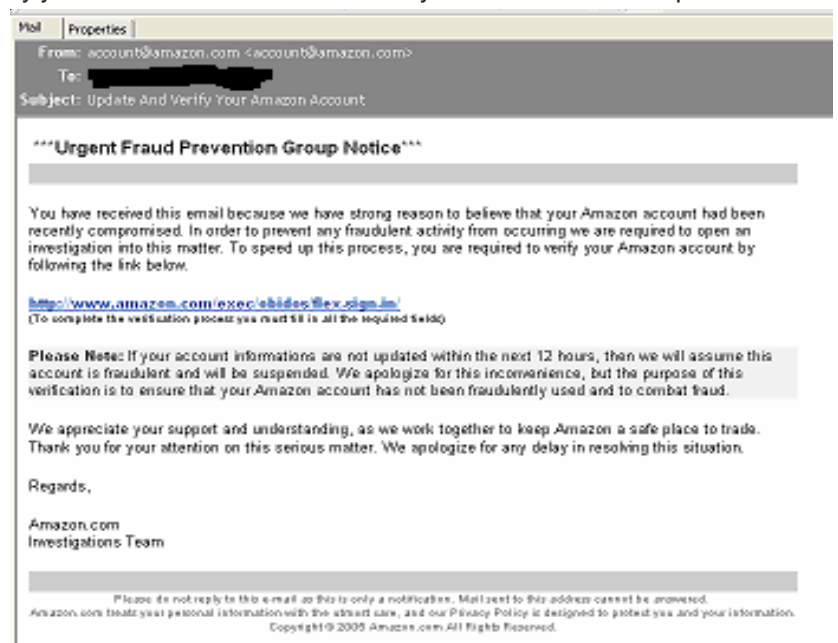 Mail Properties
From: account@amazon.com <account@amazon.com>
To:
Subject: Update And Verify Your Amazon Account
***Urgent Fraud Prevention Group Notice***
You have received this email because we have strong reason to believe that your Amazon account had been
recently compromised. In order to prevent any fraudulent activity from occurring we are required to open an
investigation into this matter. To speed up this process, you are required to verify your Amazon account by
following the link below.
http://www.amazon.com/exec/obidos/flex-sign-in/
(To complete the verification process you must fill in all the required fields)
Please Note: If your account informations are not updated within the next 12 hours, then we will assume this
account is fraudulent and will be suspended. We apologize for this inconvenience, but the purpose of this
verification is to ensure that your Amazon account has not been fraudulently used and to combat fraud.
We appreciate your support and understanding, as we work together to keep Amazon a safe place to trade.
Thank you for your attention on this serious matter. We apologize for any delay in resolving this situation.
Regards,
Amazon.com
Investigations Team
Please do not reply to this e-mail as this is only a notification. Mail sent to this address cannot be answered.
Amazon.com treats your personal information with the utmost care, and our Privacy Policy is designed to protect you and your information.
Copyright © Amazon.com. All Rights Reserved.